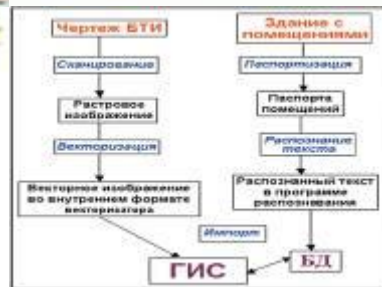 Чертеж БТИ
Сканирование
Растровое
изображение
Векторизация
Векторное изображение
во внутреннем формате
векторизатора
Здание с
помещениями
Паспортизация
Паспорта
помещений
Распознание
текста
Распознанный текст
в программе
распознавания
Импорт
ГИС
БД